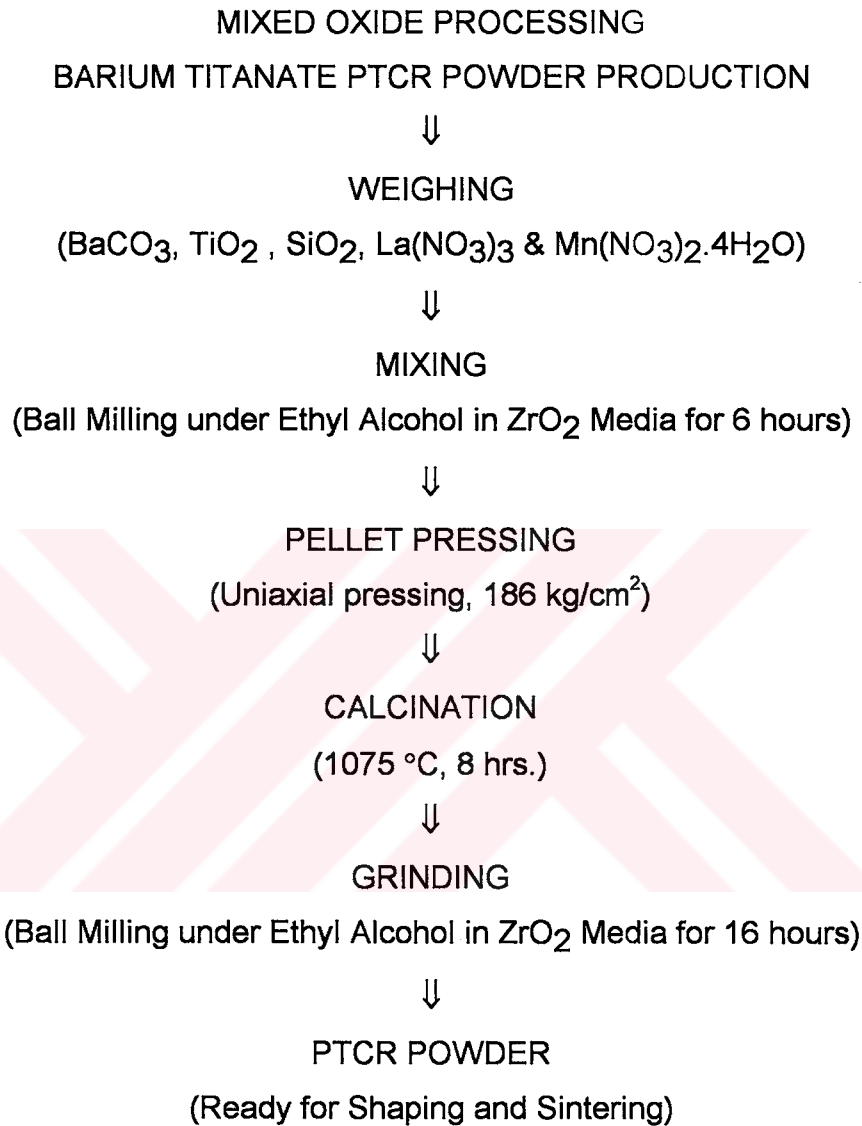 MIXED OXIDE PROCESSING
BARIUM TITANATE PTCR POWDER PRODUCTION
⇓
WEIGHING
(BaCO3, TiO2 , SiO2, La(NO3)3 & Mn(NO3)2.4H2O)
⇓
MIXING
(Ball Milling under Ethyl Alcohol in ZrO2 Media for 6 hours)
⇓
PELLET PRESSING
(Uniaxial pressing, 186 kg/cm²)
⇓
CALCINATION
(1075 °C, 8 hrs.)
⇓
GRINDING
(Ball Milling under Ethyl Alcohol in ZrO2 Media for 16 hours)
⇓
PTCR POWDER
(Ready for Shaping and Sintering)